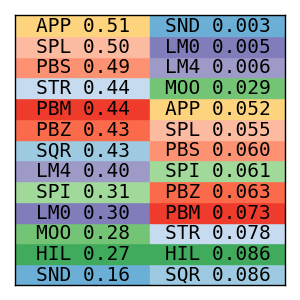 APP 0.51 SND 0.003
SPL 0.50 LM0 0.005
PBS 0.49 LM4 0.006
STR 0.44 MOO 0.029
PBM 0.44 APP 0.052
PBZ 0.43 SPL 0.055
SQR 0.43 PBS 0.060
LM4 0.40 SPI 0.061
SPI 0.31 PBZ 0.063
LM0 0.30 PBM 0.073
MOO 0.28 STR 0.078
HIL 0.27 HIL 0.086
SND 0.16 SQR 0.086